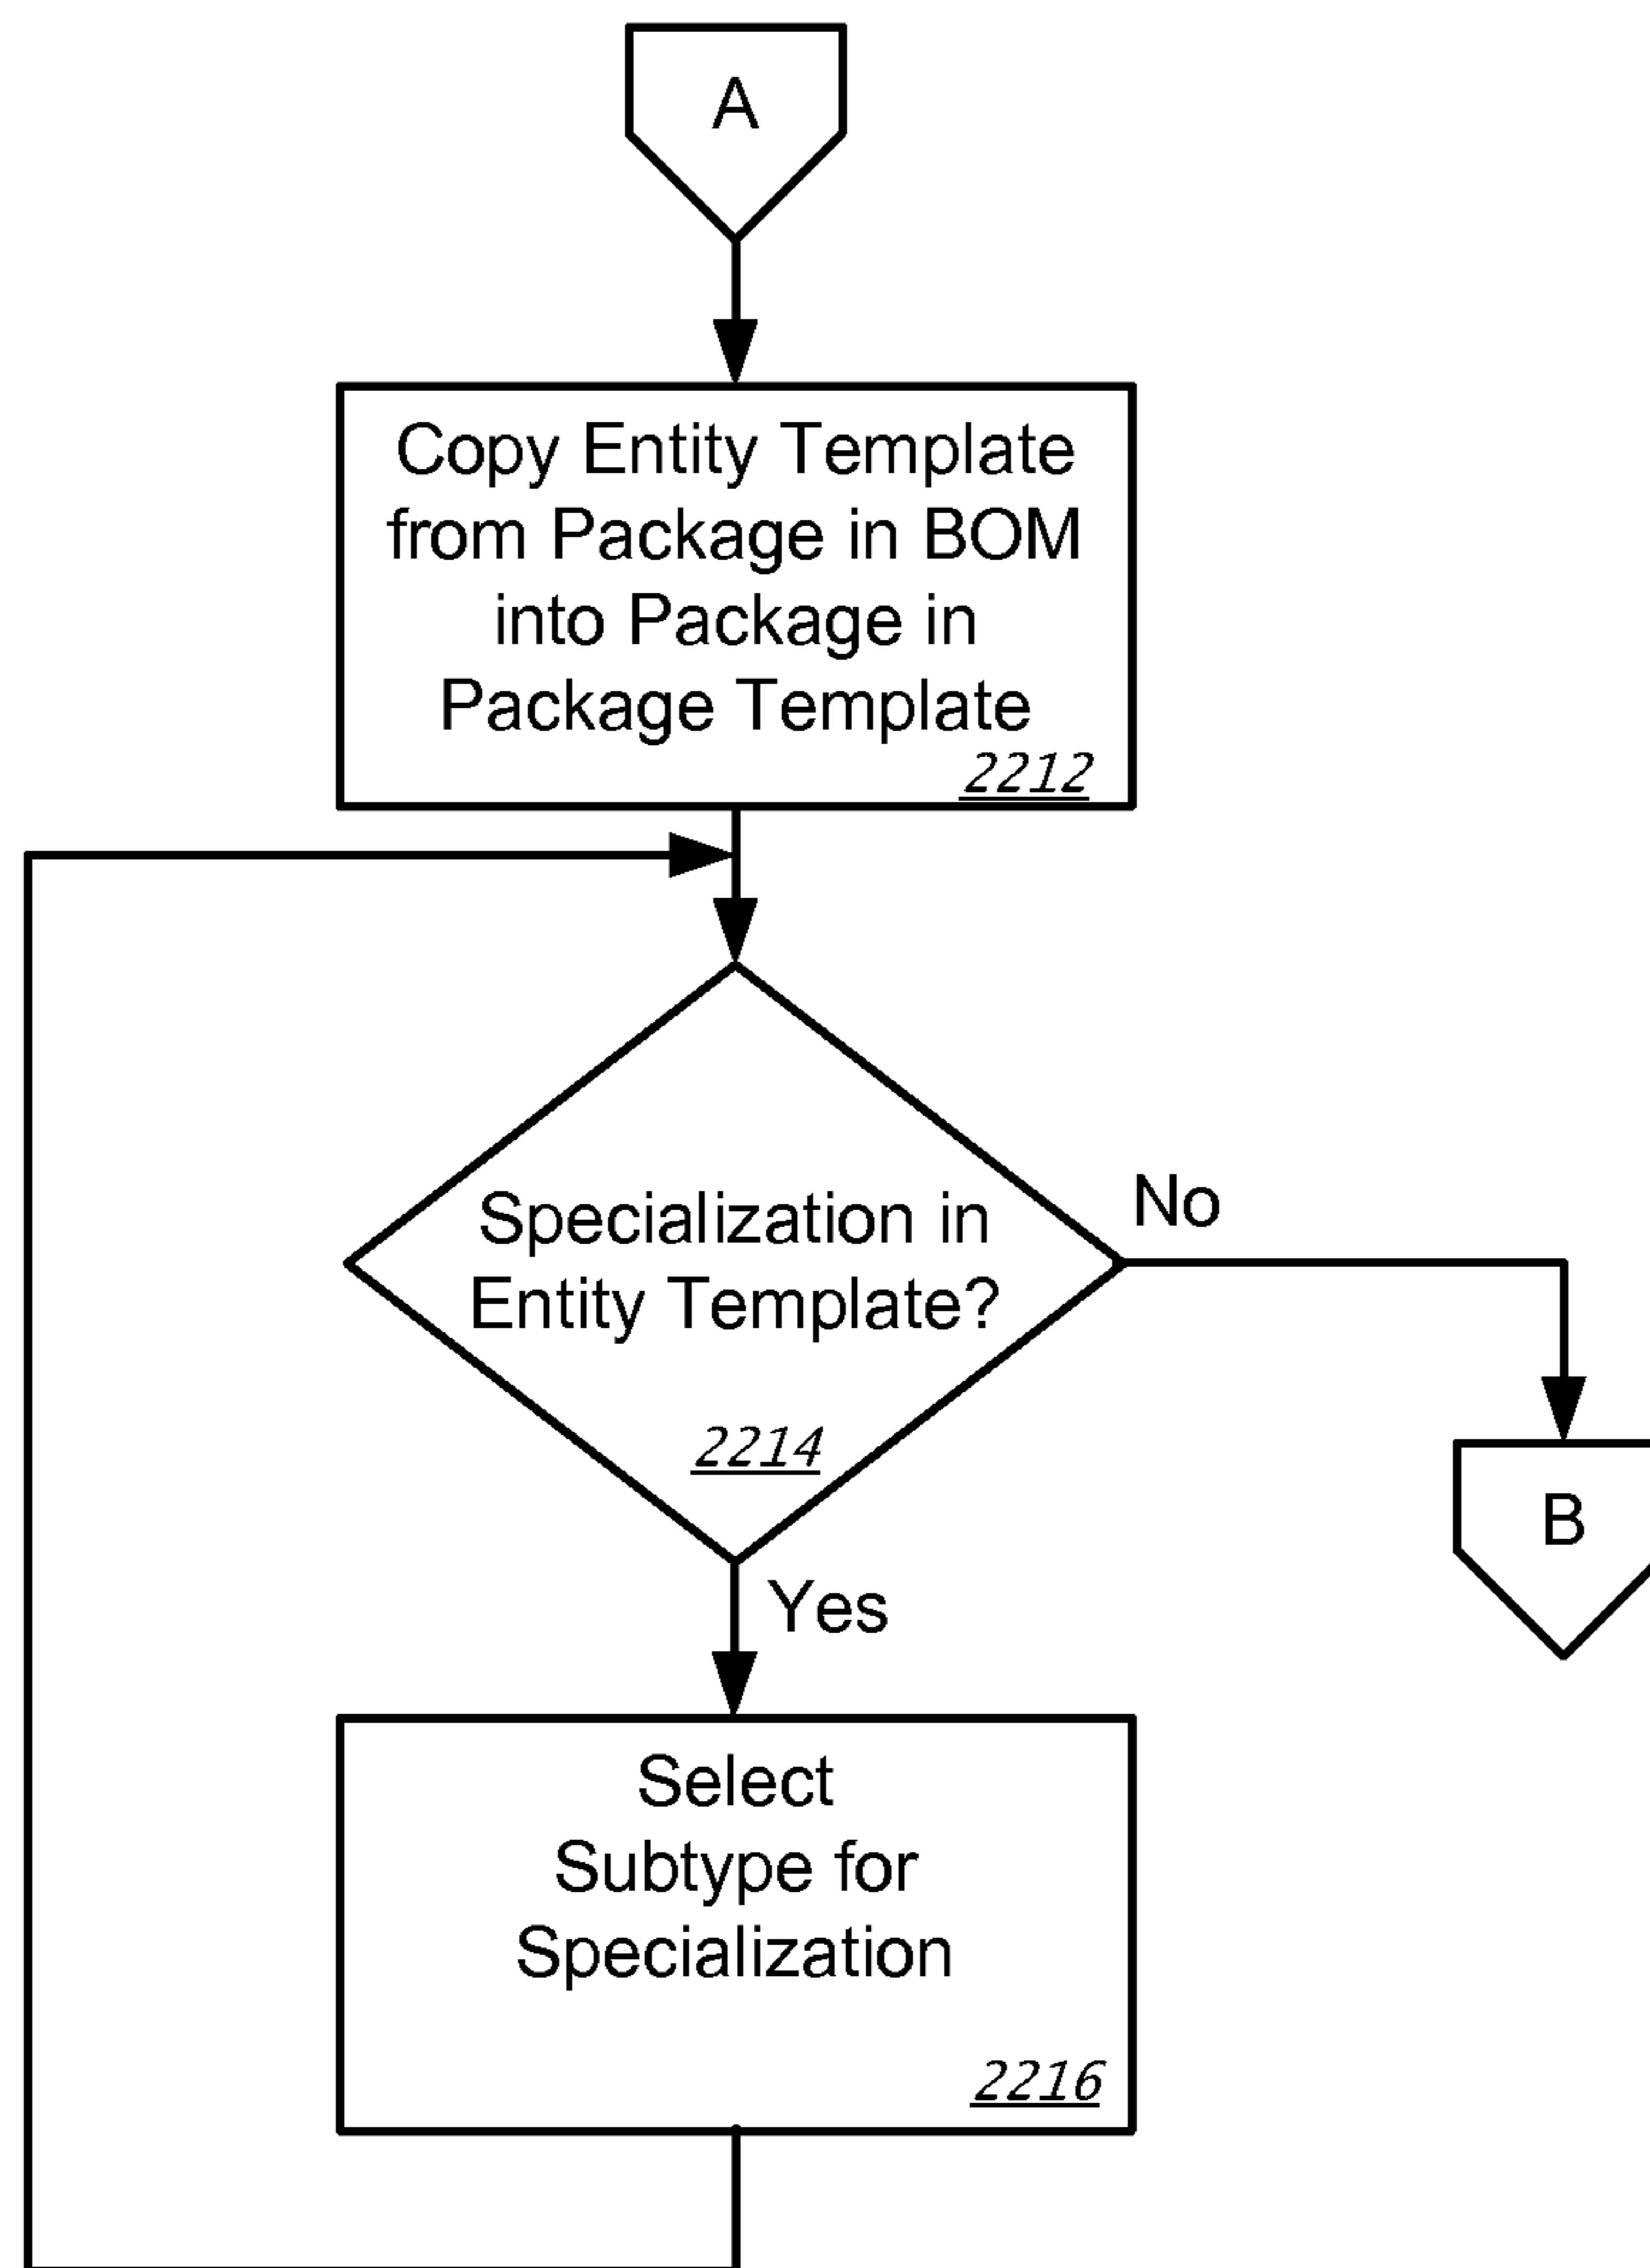 A
Copy Entity Template
from Package in BOM
into Package in
Package Template
2212
Specialization in
Entity Template?
2214
No
B
Yes
Select
Subtype for
Specialization
2216